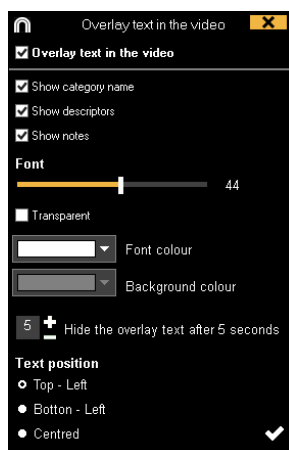 Overlay text in the video
Overlay text in the video
Show category name
Show descriptors
Show notes
Font
44
Transparent
Font colour
Background colour
5 Hide the overlay text after 5 seconds
Text position
Top - Left
Botton - Left
Centred